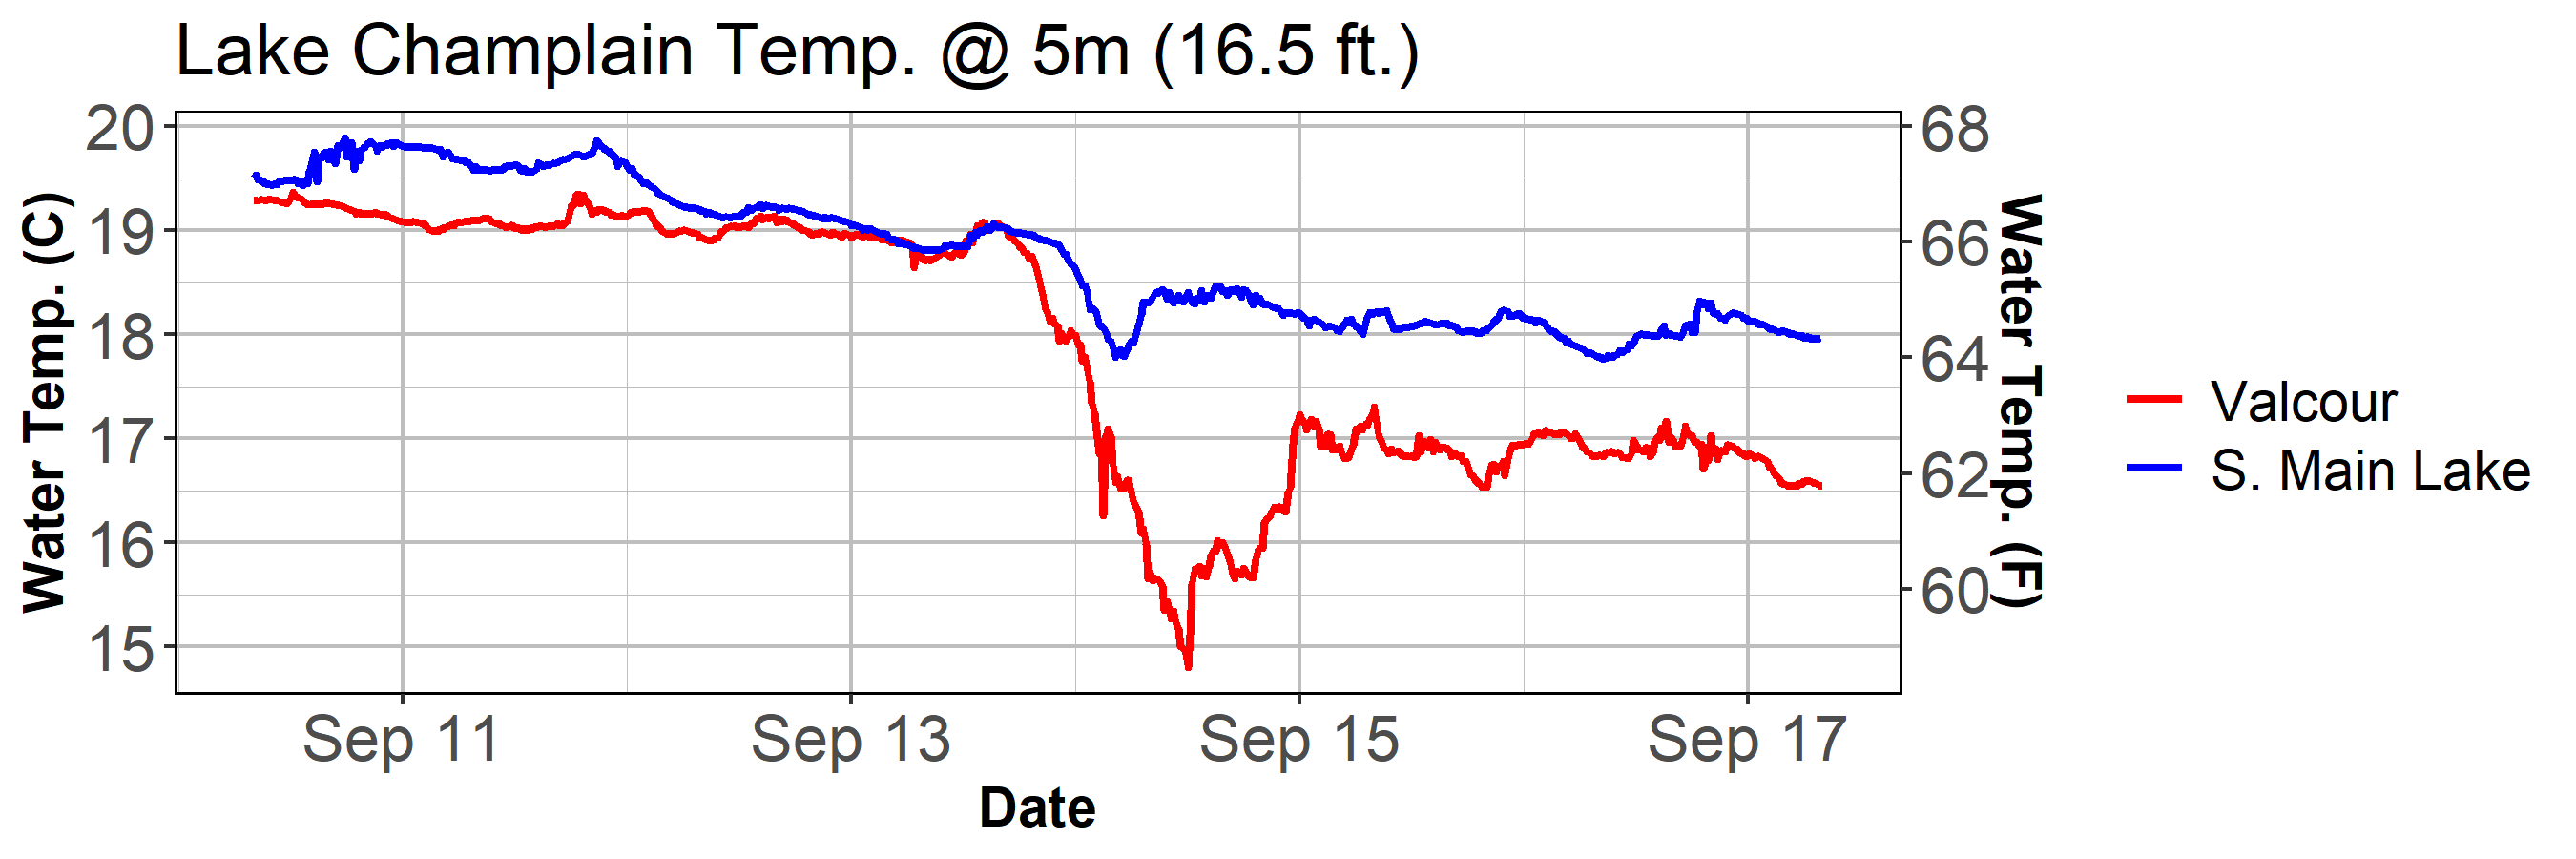 Lake Champlain Temp. @ 5m (16.5 ft.)
Water Temp. (C)
20
19
18
17
16
15
68
66
64
62
60
Water Temp. (F)
Sep 11
Sep 13
Sep 15
Sep 17
Date
Valcour
S. Main Lake